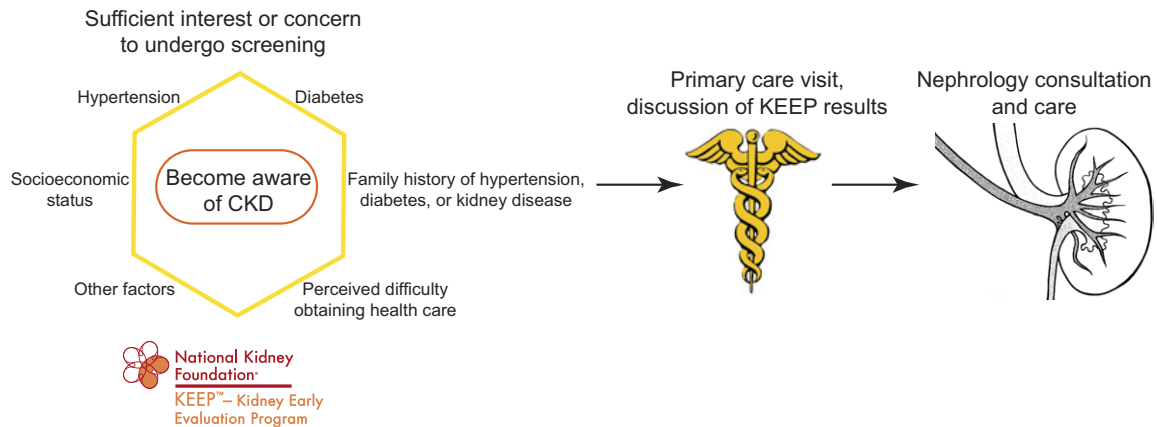 Sufficient interest or concern
to undergo screening
Hypertension
Diabetes
Socioeconomic
status
Become aware
of CKD
Family history of hypertension,
diabetes, or kidney disease
Other factors
Perceived difficulty
obtaining health care
National Kidney
Foundation®
KEEP™– Kidney Early
Evaluation Program
Primary care visit,
discussion of KEEP results
Nephrology consultation
and care